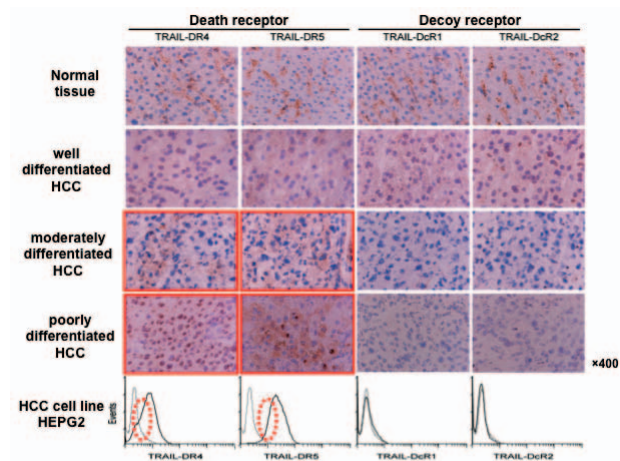 Death receptor
Decoy receptor
TRAIL-DR4
TRAIL-DR5
TRAIL-DcR1
TRAIL-DcR2
Normal
tissue
well
differentiated
HCC
moderately
differentiated
HCC
poorly
differentiated
HCC
×400
HCC cell line
HEPG2
Events
TRAIL-DR4
TRAIL-DR5
TRAIL-DcR1
TRAIL-DcR2